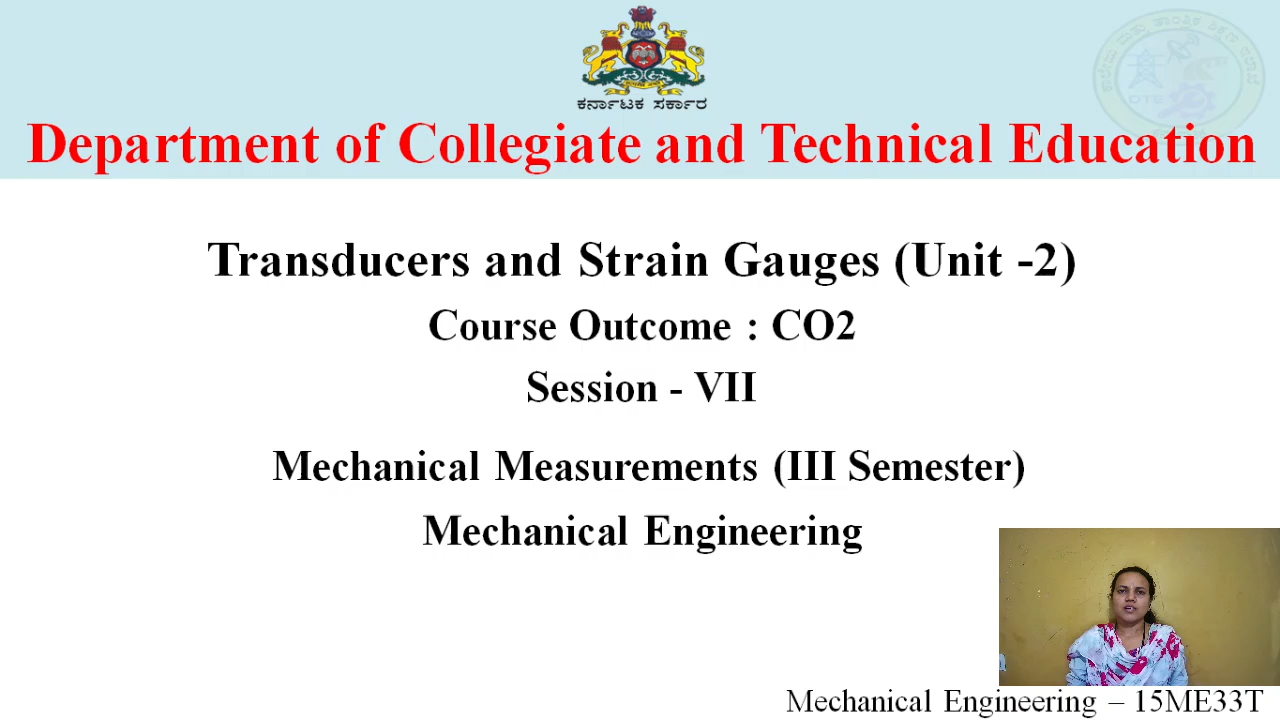 ಕರ್ನಾಟಕ ಸರ್ಕಾರ
DTE
Department of Collegiate and Technical Education
Transducers and Strain Gauges (Unit -2)
Course Outcome : CO2
Session - VII
Mechanical Measurements (III Semester)
Mechanical Engineering
Mechanical Engineering – 15ME33T